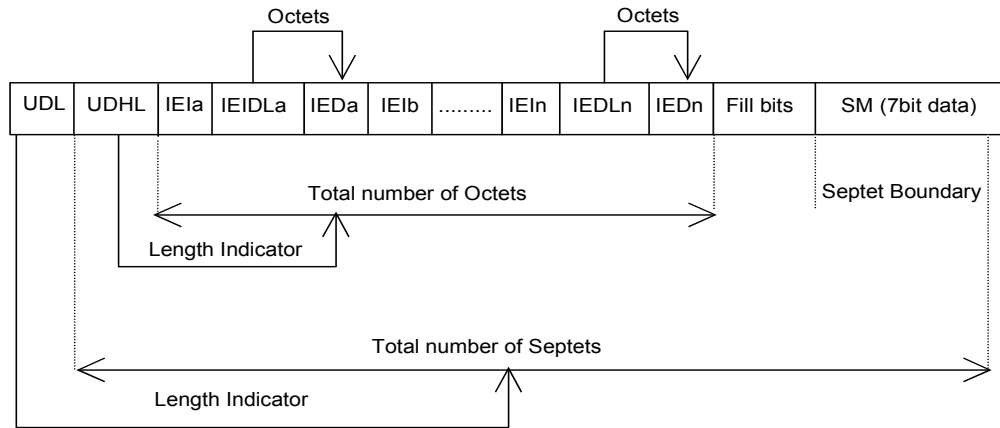 Octets Octets
UDL UDHL IEIa IEIDLa IEDa IEIb ......... IEIn IEDLn IEDn Fill bits SM (7bit data)
Total number of Octets
Septet Boundary
Length Indicator
Total number of Septets
Length Indicator